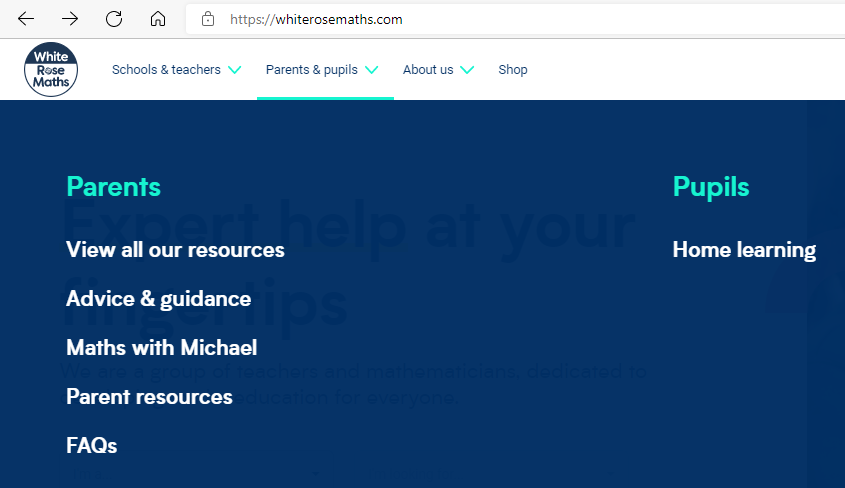 https://whiterosemaths.com
White
Rose
Maths
Schools & teachers
Parents & pupils
About us
Shop
Parents
Pupils
Expert help at your
fingertips
View all our resources
Home learning
Advice & guidance
Maths with Michael
We are a group of teachers and mathematicians, dedicated to
Parent resources
education for everyone.
FAQs